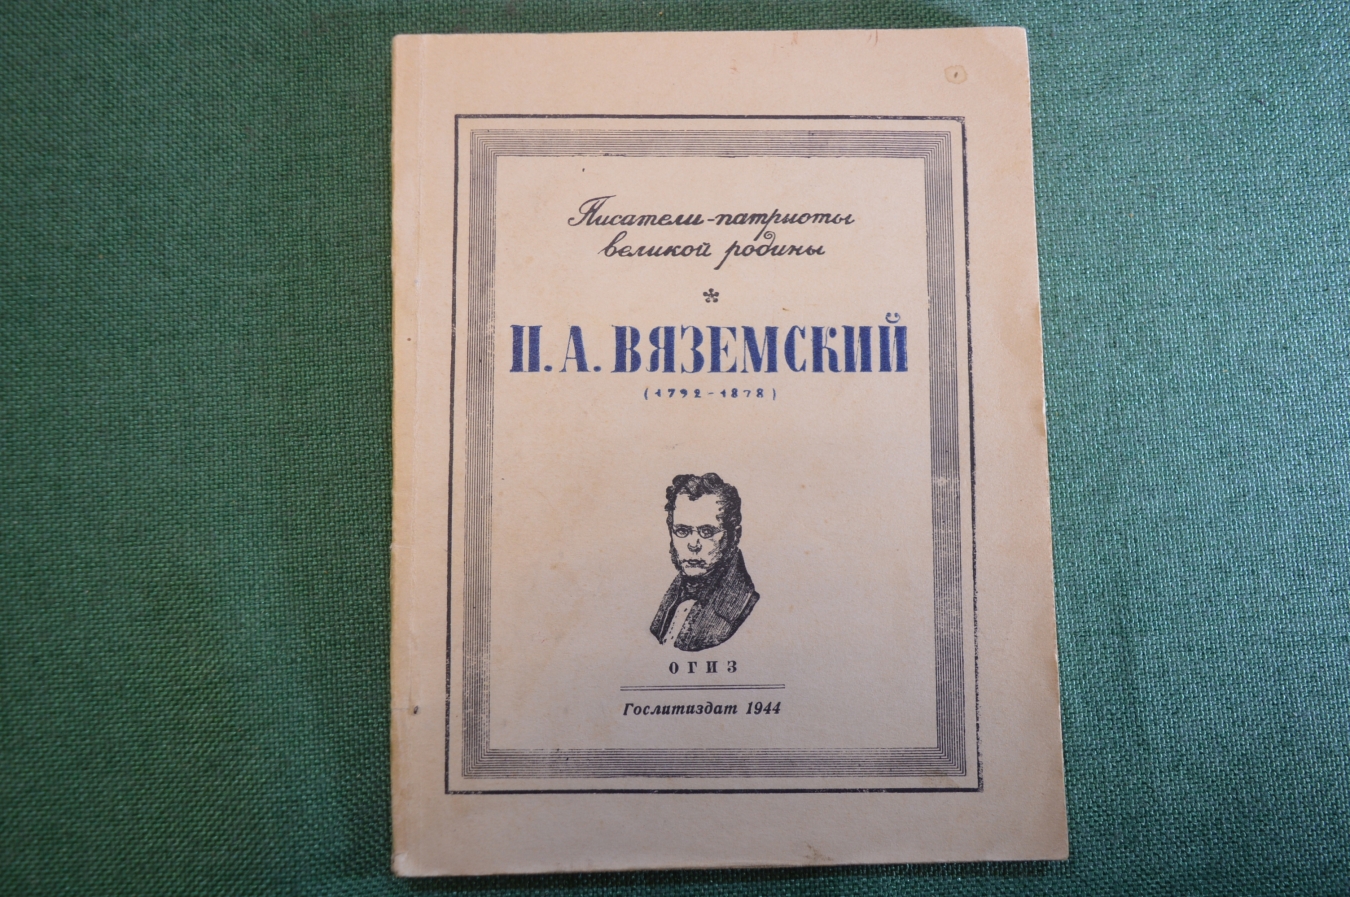 Писатели-патриоты
великой родины
П. А. ВЯЗЕМСКИЙ
(1792-1878)
ОГИЗ
Гослитиздат 1944